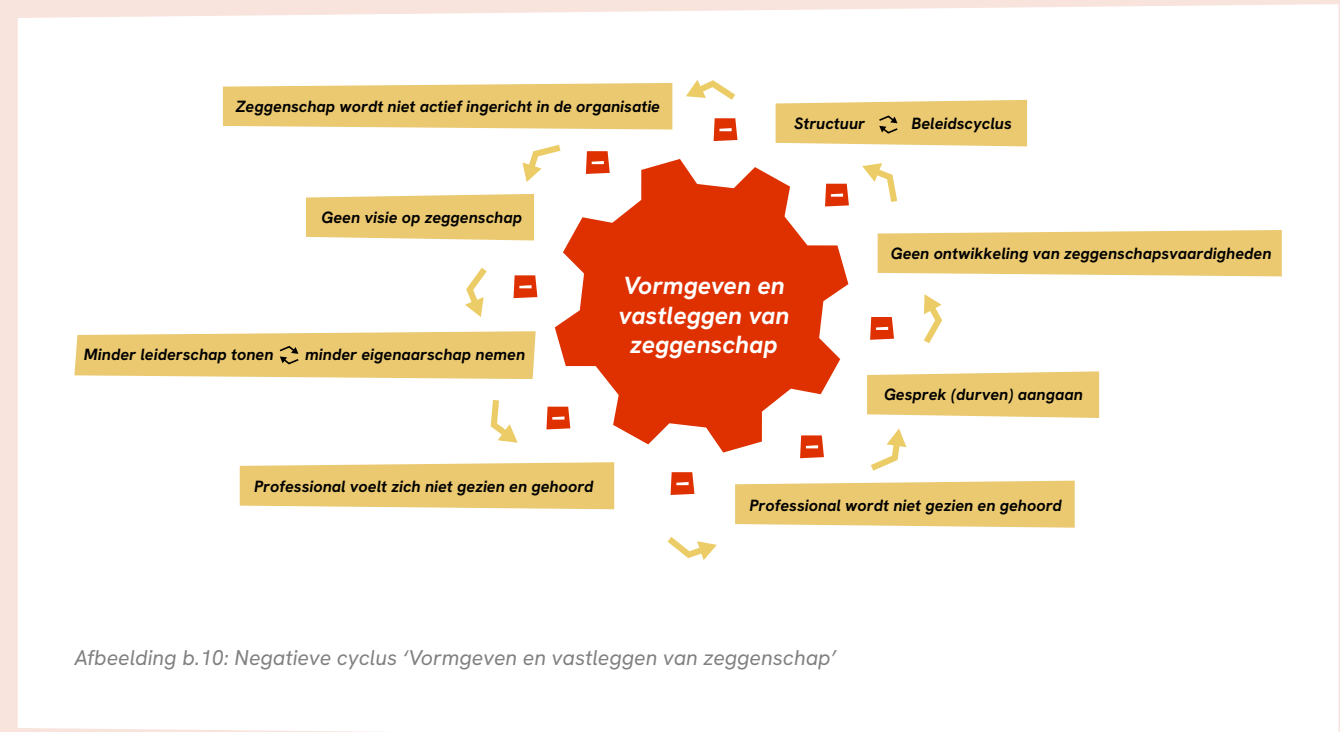 Zeggenschap wordt niet actief ingericht in de organisatie
Structuur Beleidscyclus
Geen visie op zeggenschap
Geen ontwikkeling van zeggenschapsvaardigheden
Vormgeven en
vastleggen van
zeggenschap
Minder leiderschap tonen minder eigenaarschap nemen
Gesprek (durven) aangaan
Professional voelt zich niet gezien en gehoord
Professional wordt niet gezien en gehoord
Afbeelding b.10: Negatieve cyclus ‘Vormgeven en vastleggen van zeggenschap’